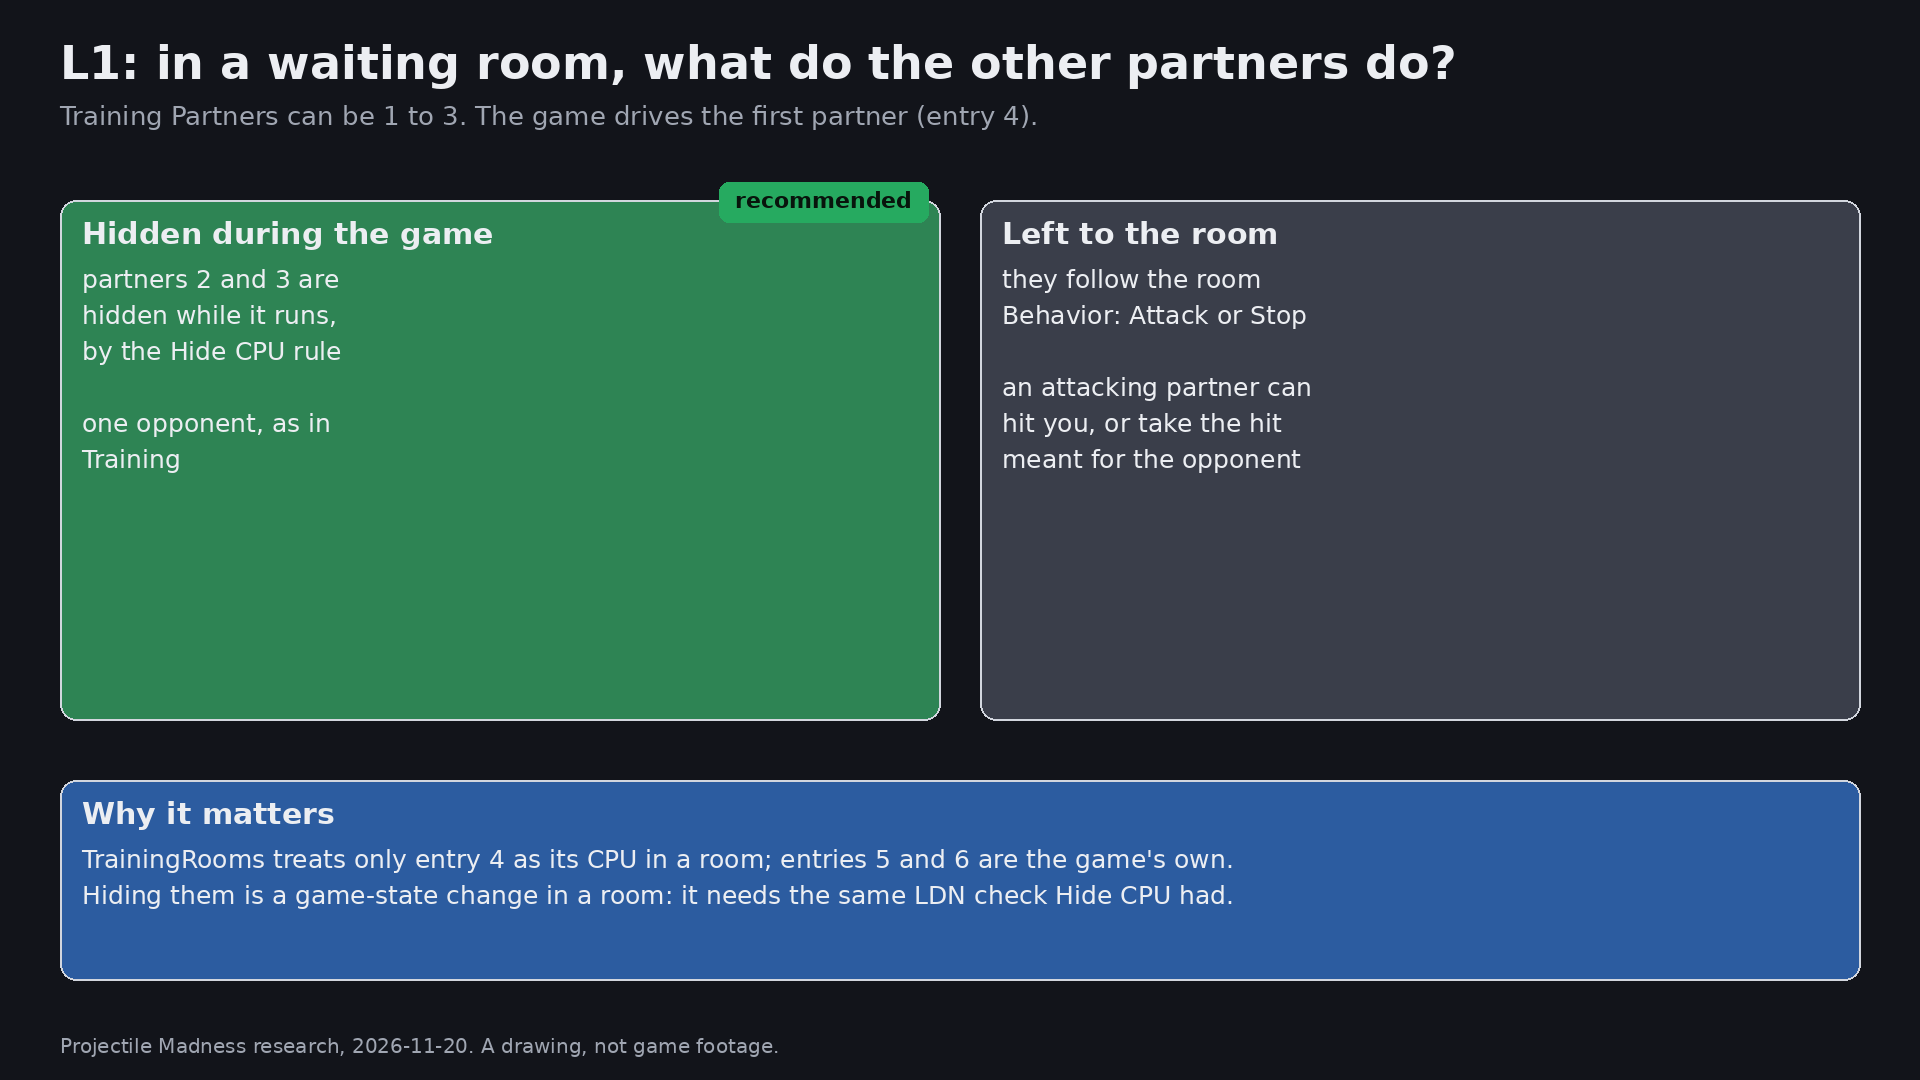 L1: in a waiting room, what do the other partners do?
Training Partners can be 1 to 3. The game drives the first partner (entry 4).
recommended
Hidden during the game
partners 2 and 3 are
hidden while it runs,
by the Hide CPU rule
one opponent, as in
Training
Left to the room
they follow the room
Behavior: Attack or Stop
an attacking partner can
hit you, or take the hit
meant for the opponent
Why it matters
TrainingRooms treats only entry 4 as its CPU in a room; entries 5 and 6 are the game's own.
Hiding them is a game-state change in a room: it needs the same LDN check Hide CPU had.
Projectile Madness research, 2026-11-20. A drawing, not game footage.